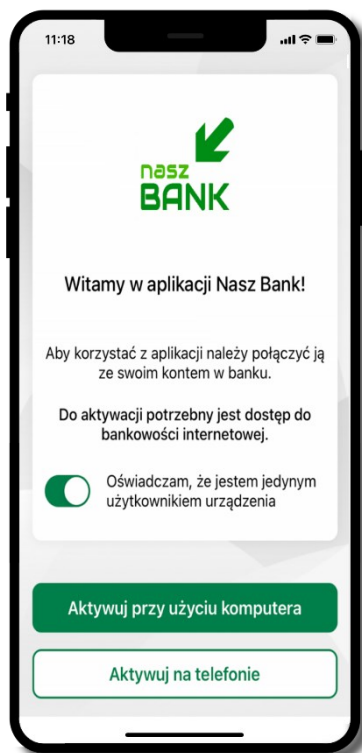 11:18
nasz
BANK
Witamy w aplikacji Nasz Bank!
Aby korzystać z aplikacji należy połączyć ją
ze swoim kontem w banku.
Do aktywacji potrzebny jest dostęp do
bankowości internetowej.
Oświadczam, że jestem jedynym
użytkownikiem urządzenia
Aktywuj przy użyciu komputera
Aktywuj na telefonie